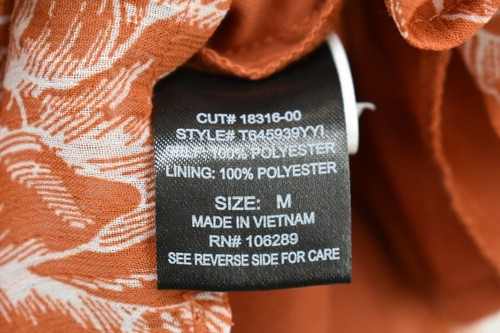 CUT# 18316-00
STYLE# T645939YYI
SELF: 100% POLYESTER
LINING: 100% POLYESTER
SIZE: M
MADE IN VIETNAM
RN# 106289
SEE REVERSE SIDE FOR CARE